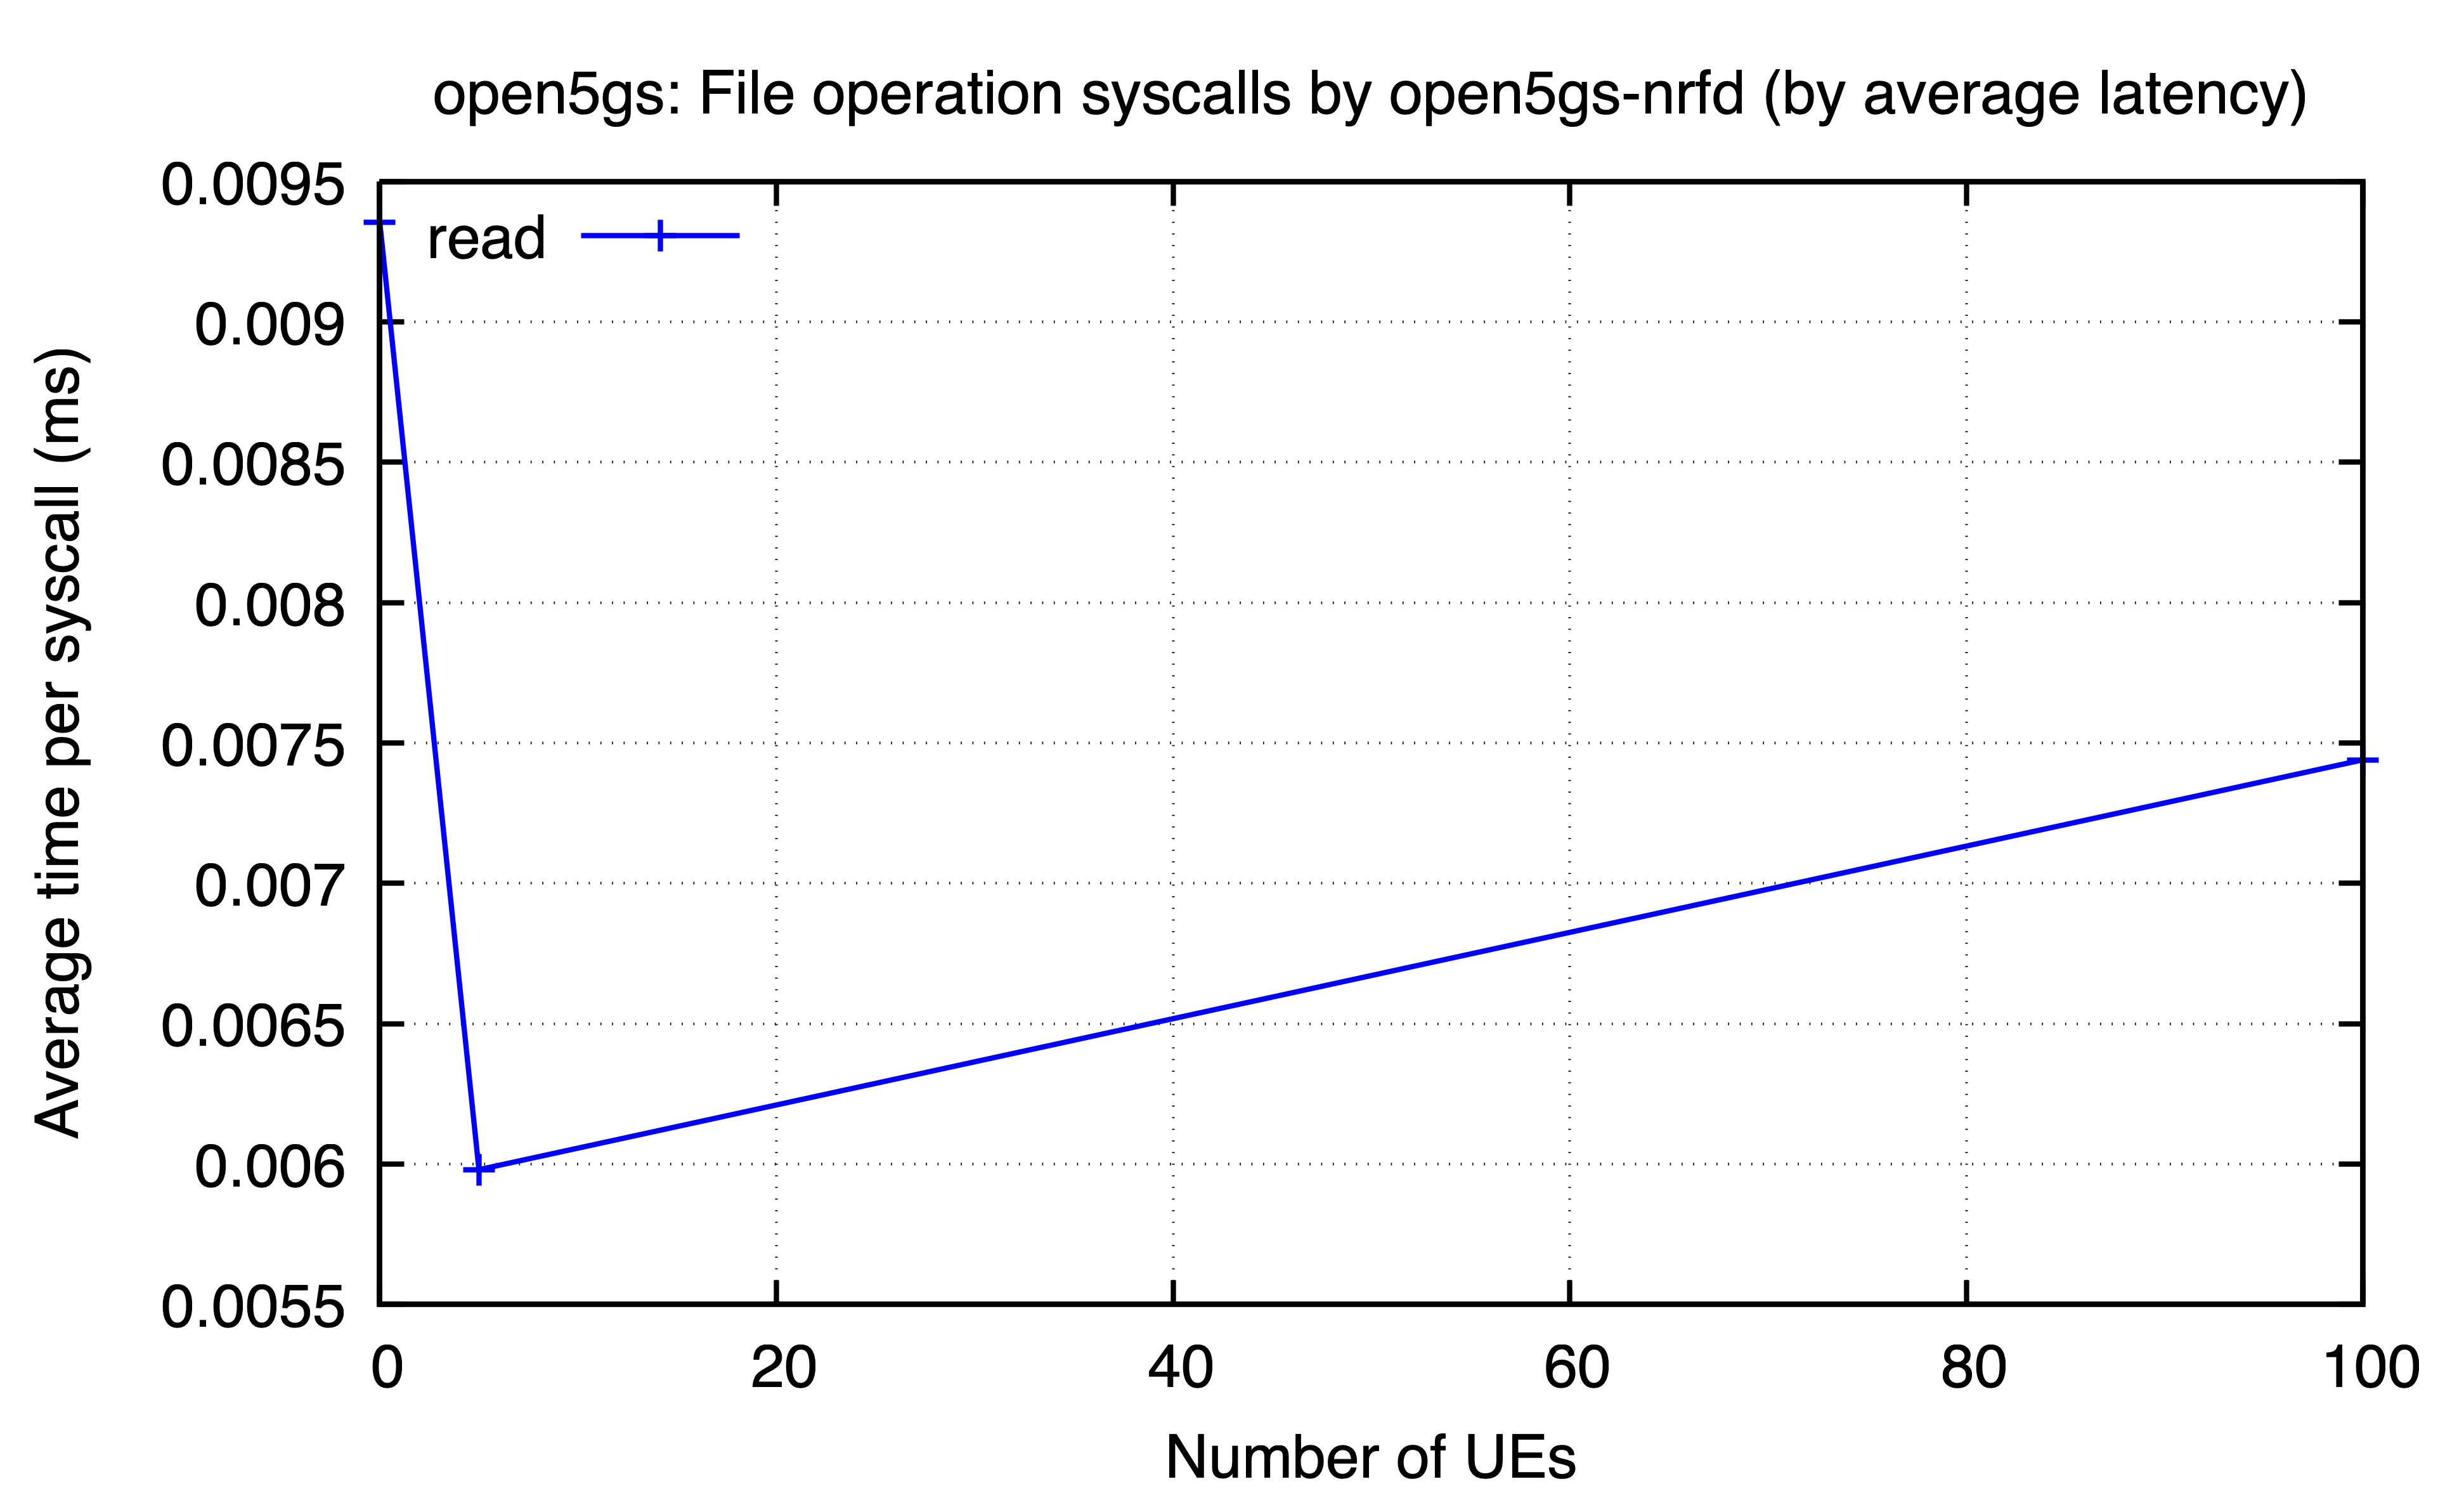 open5gs: File operation syscalls by open5gs-nrfd (by average latency)
0.0095
read
0.009
0.0085
0.008
0.0075
0.007
0.0065
0.006
0.0055
Average time per syscall (ms)
0 20 40 60 80 100
Number of UEs